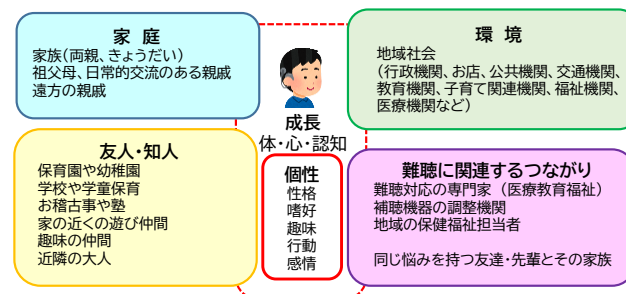 家 庭
家族(両親、きょうだい)
祖父母、日常的交流のある親戚
遠方の親戚
環 境
地域社会
(行政機関、お店、公共機関、交通機関、
教育機関、子育て関連機関、福祉機関、
医療機関など)
成長
体・心・認知
個性
性格
嗜好
趣味
行動
感情
友人・知人
保育園や幼稚園
学校や学童保育
お稽古事や塾
家の近くの遊び仲間
趣味の仲間
近隣の大人
難聴に関連するつながり
難聴対応の専門家（医療教育福祉）
補聴機器の調整機関
地域の保健福祉担当者
同じ悩みを持つ友達・先輩とその家族